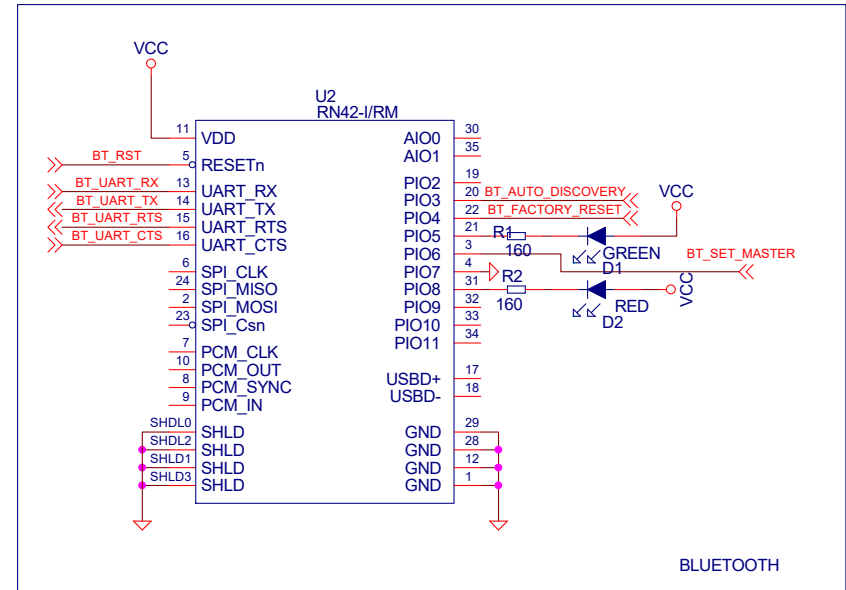 VCC
U2
RN42-I/RM
11 VDD
BT_RST 5 RESETn
BT_UART_RX 13 UART_RX
BT_UART_TX 14 UART_TX
BT_UART_RTS 15 UART_RTS
BT_UART_CTS 16 UART_CTS
6 SPI_CLK
24 SPI_MISO
2 SPI_MOSI
23 SPI_Csn
7 PCM_CLK
10 PCM_OUT
8 PCM_SYNC
9 PCM_IN
SHDL0 SHLD
SHDL2 SHLD
SHLD1 SHLD
SHLD3 SHLD
AIO0 30
AIO1 35
PIO2 19
PIO3 20 BT_AUTO_DISCOVERY
PIO4 22 BT_FACTORY_RESET
PIO5 21
PIO6 3
PIO7 4
PIO8 31
PIO9 32
PIO10 33
PIO11 34
USBD+ 17
USBD- 18
GND 29
GND 28
GND 12
GND 1
VCC
R1
160
GREEN
D1
BT_SET_MASTER
R2
160
RED
D2
VCC
BLUETOOTH